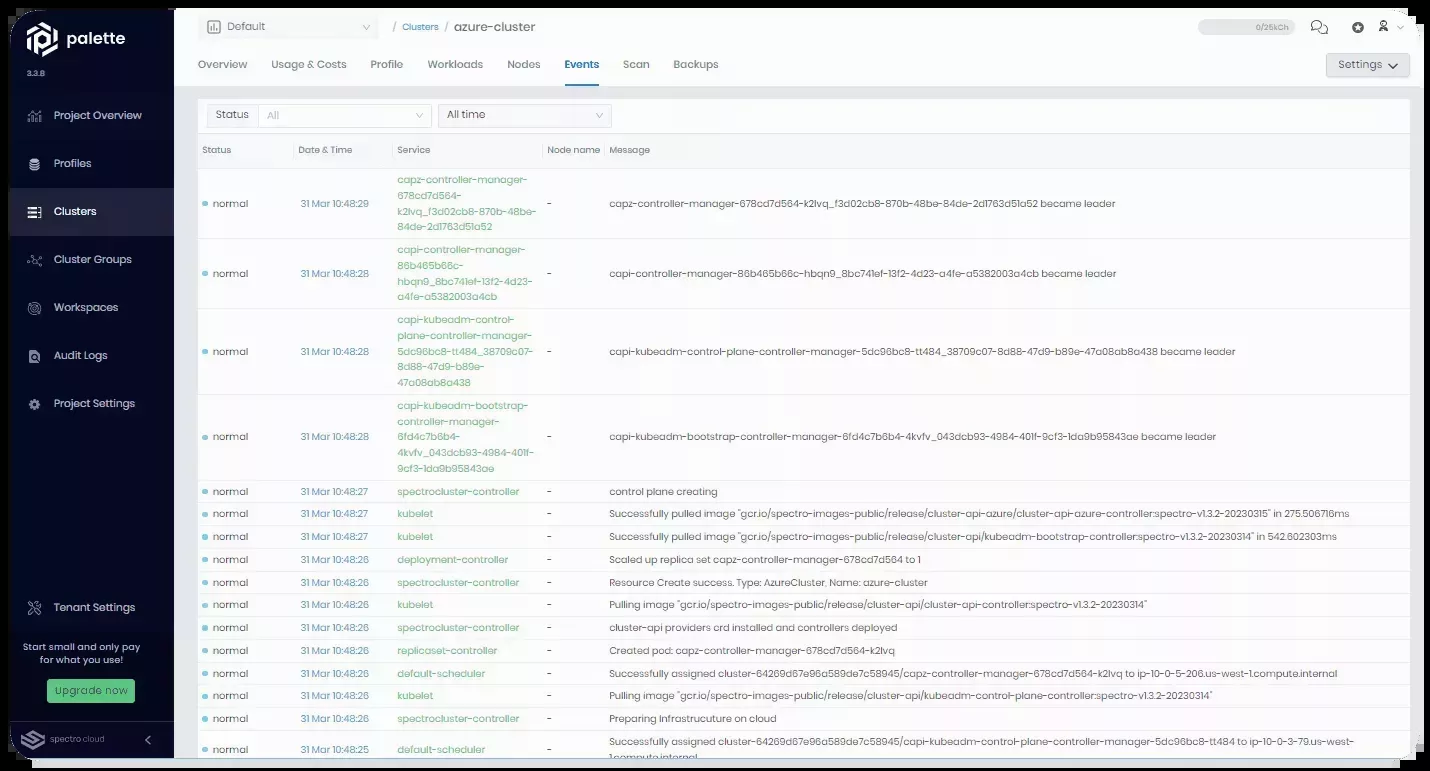 palette
3.3.8
Project Overview
Profiles
Clusters
Cluster Groups
Workspaces
Audit Logs
Project Settings
Tenant Settings
Start small and only pay
for what you use!
Upgrade now
spectro cloud
Default
/ Clusters / azure-cluster
0/25kCh
Overview Usage & Costs Profile Workloads Nodes Events Scan Backups
Settings
Status All All time
Status Date & Time Service Node name Message
capz-controller-manager-
678cd7d564-
normal 31 Mar 10:48:29 k2lvq_f3d02cb8-870b-48be- - capz-controller-manager-678cd7d564-k2lvq_f3d02cb8-870b-48be-84de-2d1763d51a52 became leader
84de-2d1763d51a52
capi-controller-manager-
86b465b66c-
normal 31 Mar 10:48:28 hbqn9_8bc741ef-13f2-4d23- - capi-controller-manager-86b465b66c-hbqn9_8bc741ef-13f2-4d23-a4fe-a5382003a4cb became leader
a4fe-a5382003a4cb
capi-kubeadm-control-
plane-controller-manager-
normal 31 Mar 10:48:28 5dc96bc8-tt484_38709c07- - capi-kubeadm-control-plane-controller-manager-5dc96bc8-tt484_38709c07-8d88-47d9-b89e-47a08ab8a438 became leader
8d88-47d9-b89e-
47a08ab8a438
capi-kubeadm-bootstrap-
controller-manager-
normal 31 Mar 10:48:28 6fd4c7b6b4- - capi-kubeadm-bootstrap-controller-manager-6fd4c7b6b4-4kvfv_043dcb93-4984-401f-9cf3-1da9b95843ae became leader
4kvfv_043dcb93-4984-401f-
9cf3-1da9b95843ae
normal 31 Mar 10:48:27 spectrocluster-controller - control plane creating
normal 31 Mar 10:48:27 kubelet - Successfully pulled image "gcr.io/spectro-images-public/release/cluster-api-azure/cluster-api-azure-controller:spectro-v1.3.2-20230315" in 275.506716ms
normal 31 Mar 10:48:27 kubelet - Successfully pulled image "gcr.io/spectro-images-public/release/cluster-api/kubeadm-bootstrap-controller:spectro-v1.3.2-20230314" in 542.602303ms
normal 31 Mar 10:48:26 deployment-controller - Scaled up replica set capz-controller-manager-678cd7d564 to 1
normal 31 Mar 10:48:26 spectrocluster-controller - Resource Create success. Type: AzureCluster, Name: azure-cluster
normal 31 Mar 10:48:26 kubelet - Pulling image "gcr.io/spectro-images-public/release/cluster-api/cluster-api-controller:spectro-v1.3.2-20230314"
normal 31 Mar 10:48:26 spectrocluster-controller - cluster-api providers crd installed and controllers deployed
normal 31 Mar 10:48:26 replicaset-controller - Created pod: capz-controller-manager-678cd7d564-k2lvq
normal 31 Mar 10:48:26 default-scheduler - Successfully assigned cluster-64269d67e96a589de7c58945/capz-controller-manager-678cd7d564-k2lvq to ip-10-0-5-206.us-west-1.compute.internal
normal 31 Mar 10:48:26 kubelet - Pulling image "gcr.io/spectro-images-public/release/cluster-api/kubeadm-control-plane-controller:spectro-v1.3.2-20230314"
normal 31 Mar 10:48:26 spectrocluster-controller - Preparing Infrastrucuture on cloud
normal 31 Mar 10:48:25 default-scheduler - Successfully assigned cluster-64269d67e96a589de7c58945/capi-kubeadm-control-plane-controller-manager-5dc96bc8-tt484 to ip-10-0-3-79.us-west-
1.compute.internal